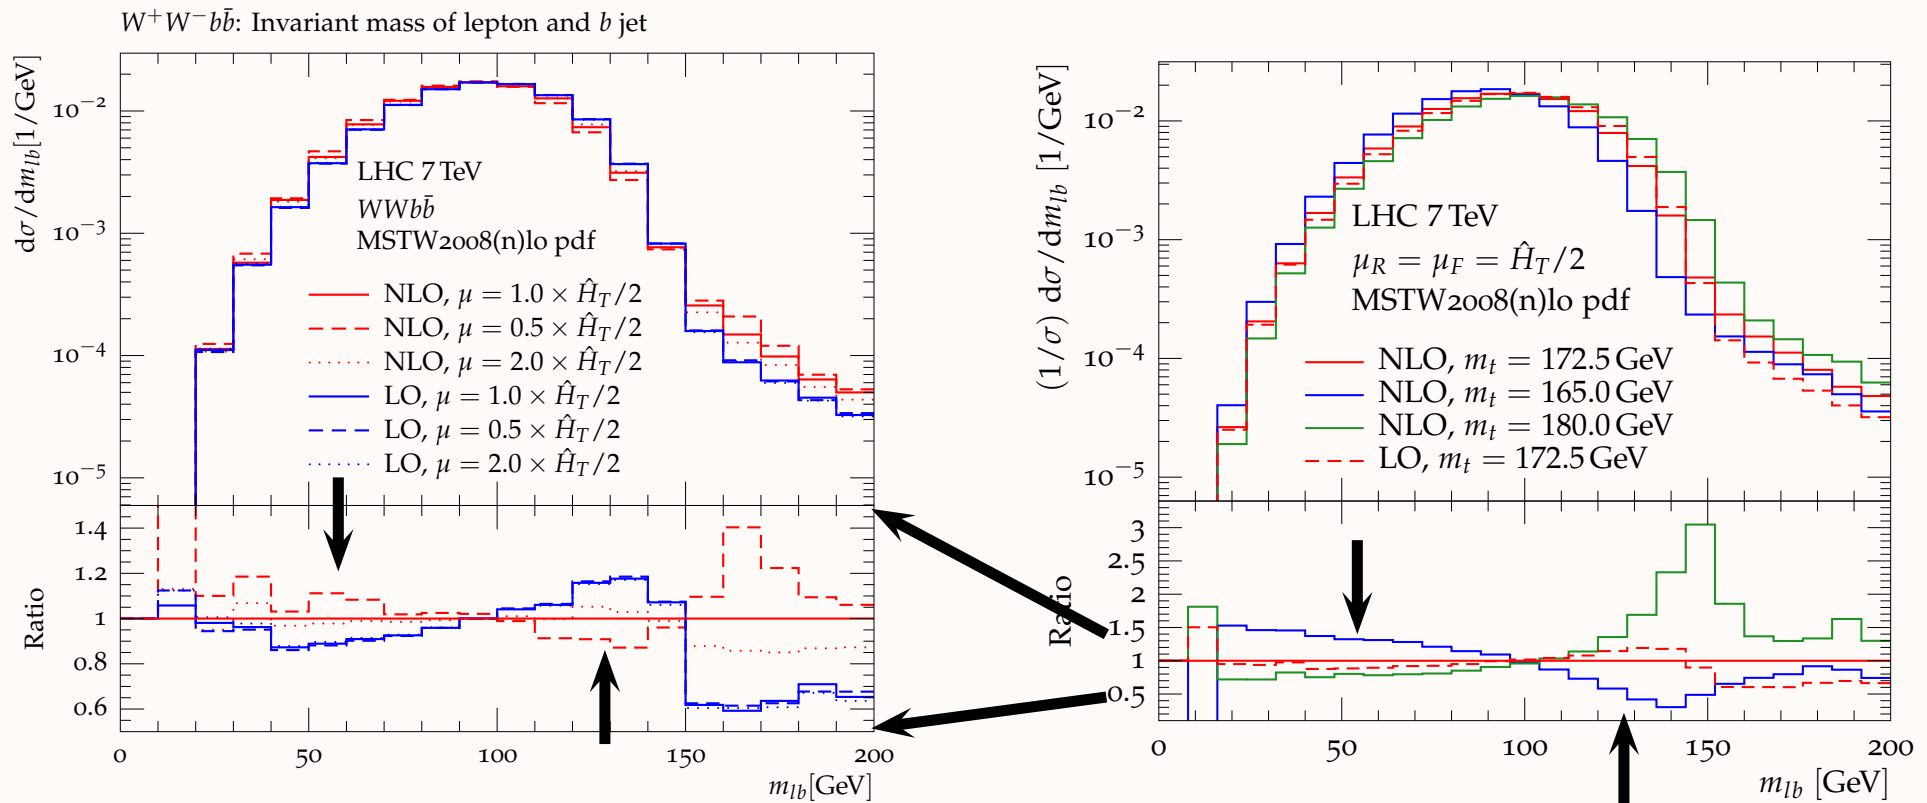 W⁺W⁻bb̄: Invariant mass of lepton and b jet
dσ/dm_lb[1/GeV]
10⁻²
10⁻³
10⁻⁴
10⁻⁵
LHC 7 TeV
WWbb̄
MSTW2008(n)lo pdf
NLO, μ = 1.0 × Ĥ_T/2
NLO, μ = 0.5 × Ĥ_T/2
NLO, μ = 2.0 × Ĥ_T/2
LO, μ = 1.0 × Ĥ_T/2
LO, μ = 0.5 × Ĥ_T/2
LO, μ = 2.0 × Ĥ_T/2
Ratio
1.4
1.2
1
0.8
0.6
0 50 100 150 200
m_lb[GeV]
(1/σ) dσ/dm_lb [1/GeV]
10⁻²
10⁻³
10⁻⁴
10⁻⁵
LHC 7 TeV
μ_R = μ_F = Ĥ_T/2
MSTW2008(n)lo pdf
NLO, m_t = 172.5 GeV
NLO, m_t = 165.0 GeV
NLO, m_t = 180.0 GeV
LO, m_t = 172.5 GeV
Ratio
3
2.5
2
1.5
1
0.5
0 50 100 150 200
m_lb [GeV]